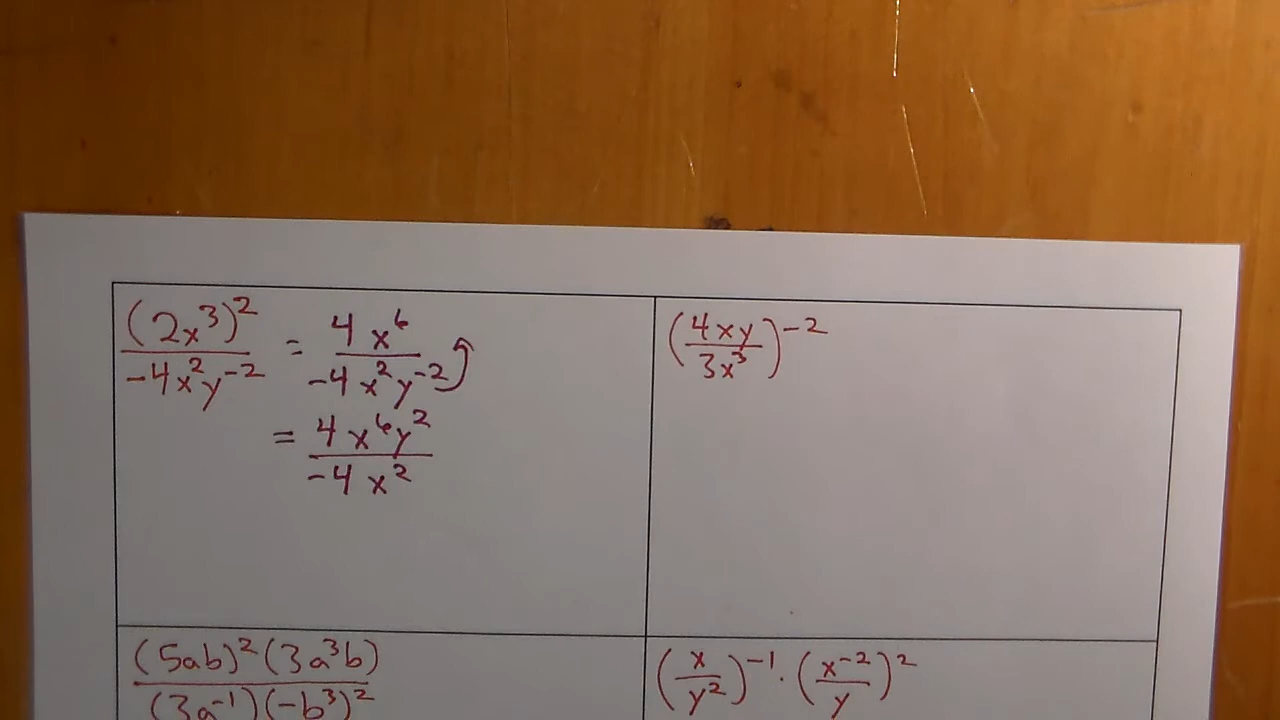 (2x³)²/(-4x²y⁻²) = 4x⁶/(-4x²y⁻²)
= 4x⁶y²/(-4x²)
(4xy/3x³)⁻²
(5ab)²(3a³b)/((3a⁻¹)(-b³)²)
(x/y²)⁻¹ · (x⁻²/y)²